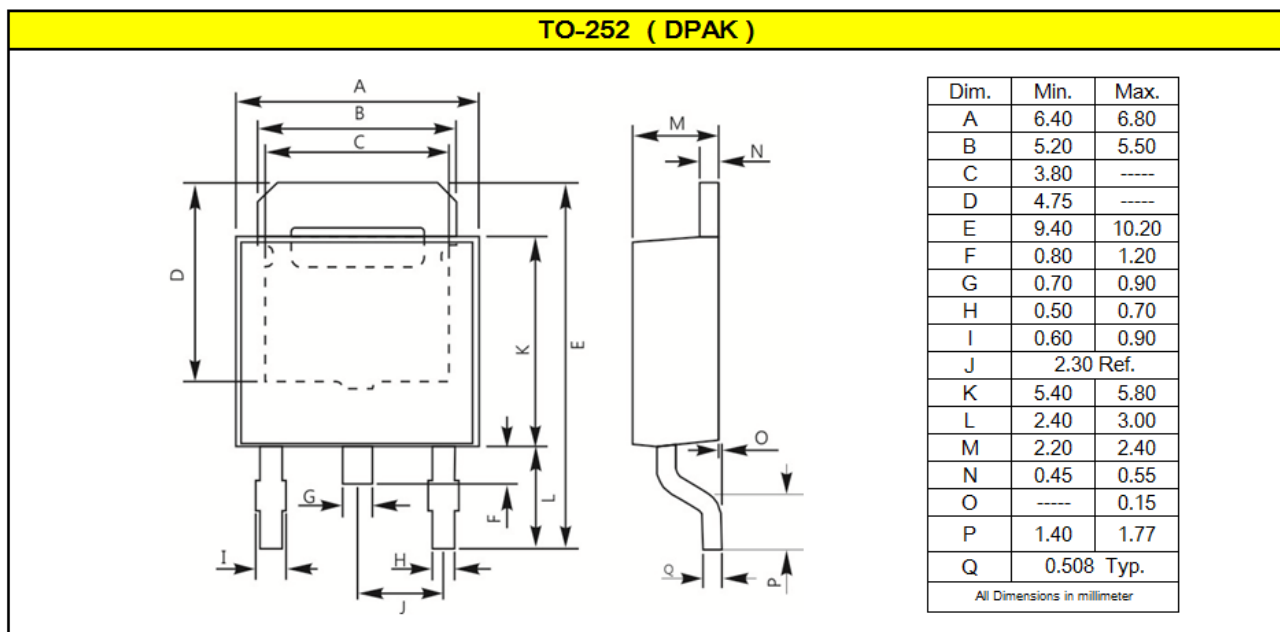 TO-252 ( DPAK )
A
B
C
D
E
K
L
F
G
I
H
J
M
N
O
P
Q
Dim. Min. Max.
A 6.40 6.80
B 5.20 5.50
C 3.80 -----
D 4.75 -----
E 9.40 10.20
F 0.80 1.20
G 0.70 0.90
H 0.50 0.70
I 0.60 0.90
J 2.30 Ref.
K 5.40 5.80
L 2.40 3.00
M 2.20 2.40
N 0.45 0.55
O ----- 0.15
P 1.40 1.77
Q 0.508 Typ.
All Dimensions in millimeter